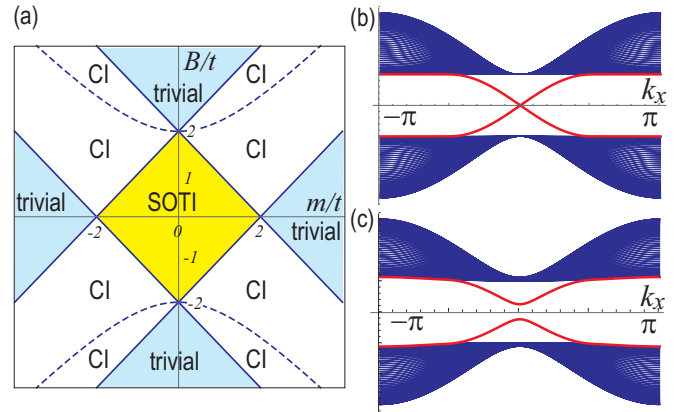 (a)
B/t
CI
CI
trivial
CI
2
CI
1
trivial
SOTI
m/t
-2
0
2
trivial
-1
CI
CI
-2
CI
trivial
CI
(b)
k_x
−π
π
(c)
k_x
−π
π